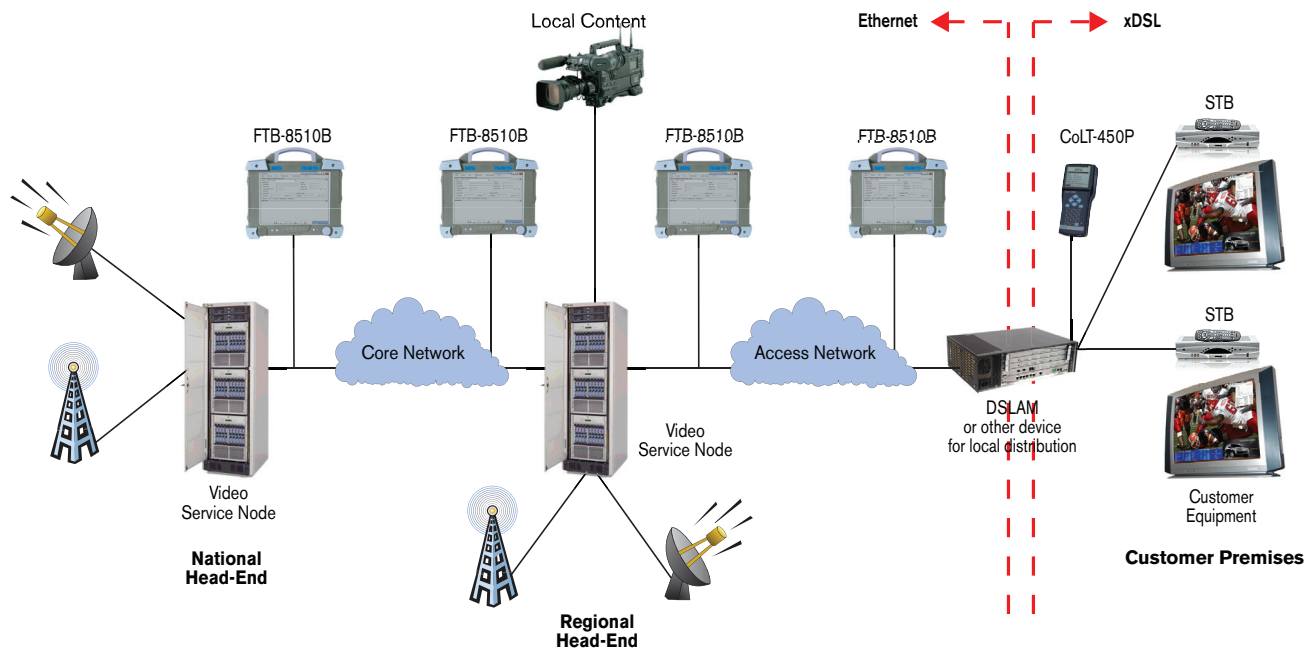 Local Content
Ethernet
xDSL
FTB-8510B
FTB-8510B
FTB-8510B
FTB-8510B
CoLT-450P
STB
Core Network
Access Network
STB
DSLAM
or other device
for local distribution
Video
Service Node
Video
Service Node
Customer
Equipment
National
Head-End
Customer Premises
Regional
Head-End